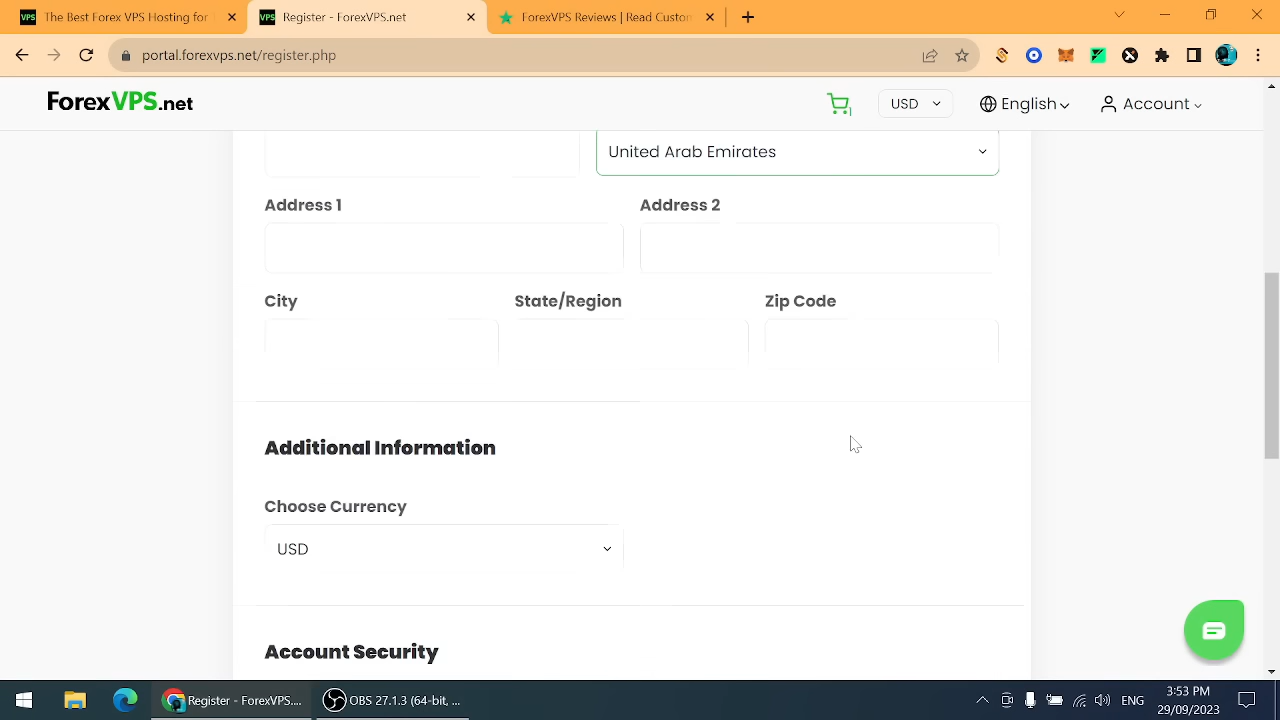 The Best Forex VPS Hosting for
Register - ForexVPS.net
ForexVPS Reviews | Read Custom
portal.forexvps.net/register.php
ForexVPS.net
USD
English
Account
United Arab Emirates
Address 1
Address 2
City
State/Region
Zip Code
Additional Information
Choose Currency
USD
Account Security
Register - ForexVPS....
OBS 27.1.3 (64-bit, ...
ENG
3:53 PM
29/09/2023